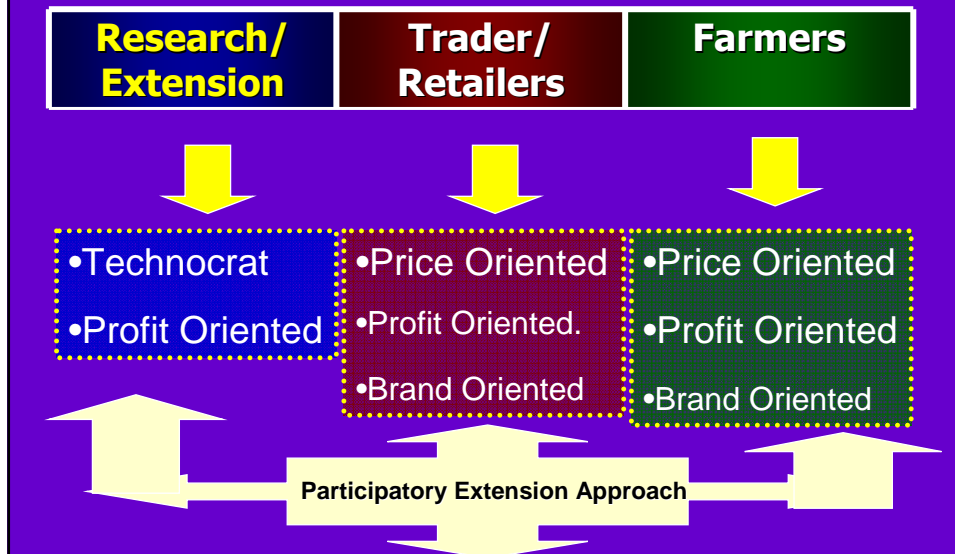 Research/
Extension
Trader/
Retailers
Farmers
•Technocrat
•Profit Oriented
•Price Oriented
•Profit Oriented.
•Brand Oriented
•Price Oriented
•Profit Oriented
•Brand Oriented
Participatory Extension Approach